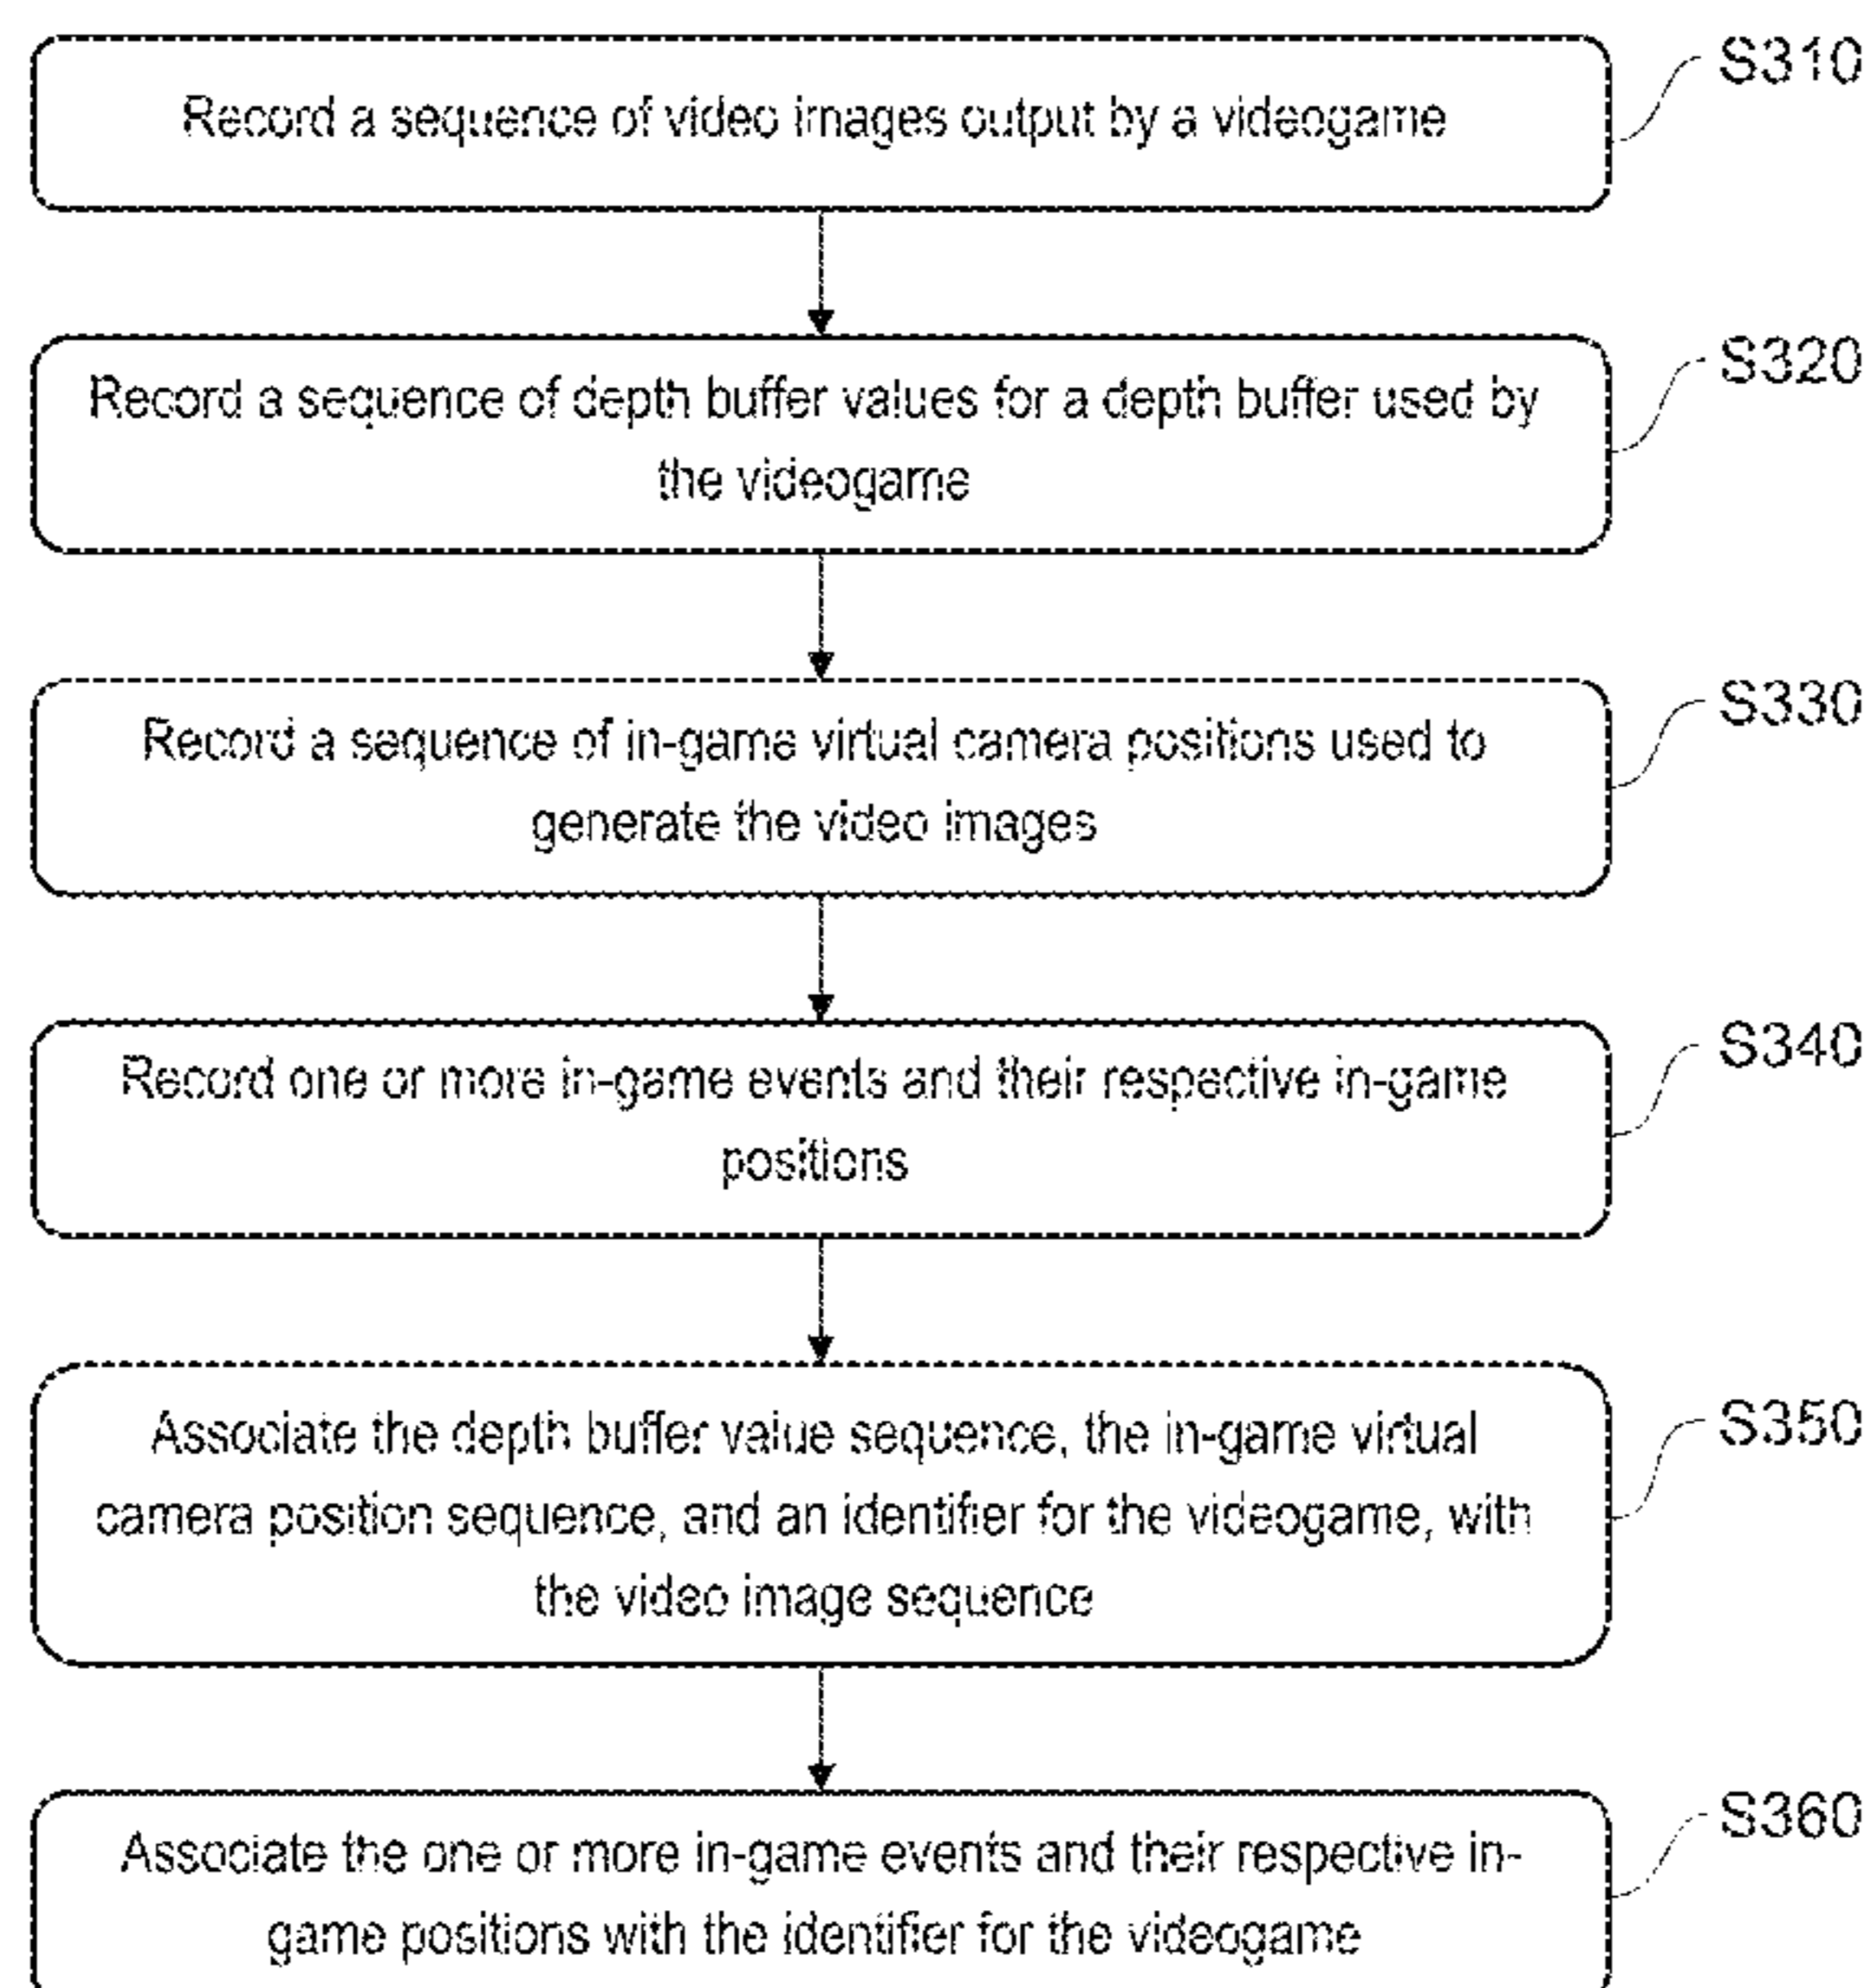 Record a sequence of video images output by a videogame
S310
Record a sequence of depth buffer values for a depth buffer used by
the videogame
S320
Record a sequence of in-game virtual camera positions used to
generate the video images
S330
Record one or more in-game events and their respective in-game
positions
S340
Associate the depth buffer value sequence, the in-game virtual
camera position sequence, and an identifier for the videogame, with
the video image sequence
S350
Associate the one or more in-game events and their respective in-
game positions with the identifier for the videogame
S360